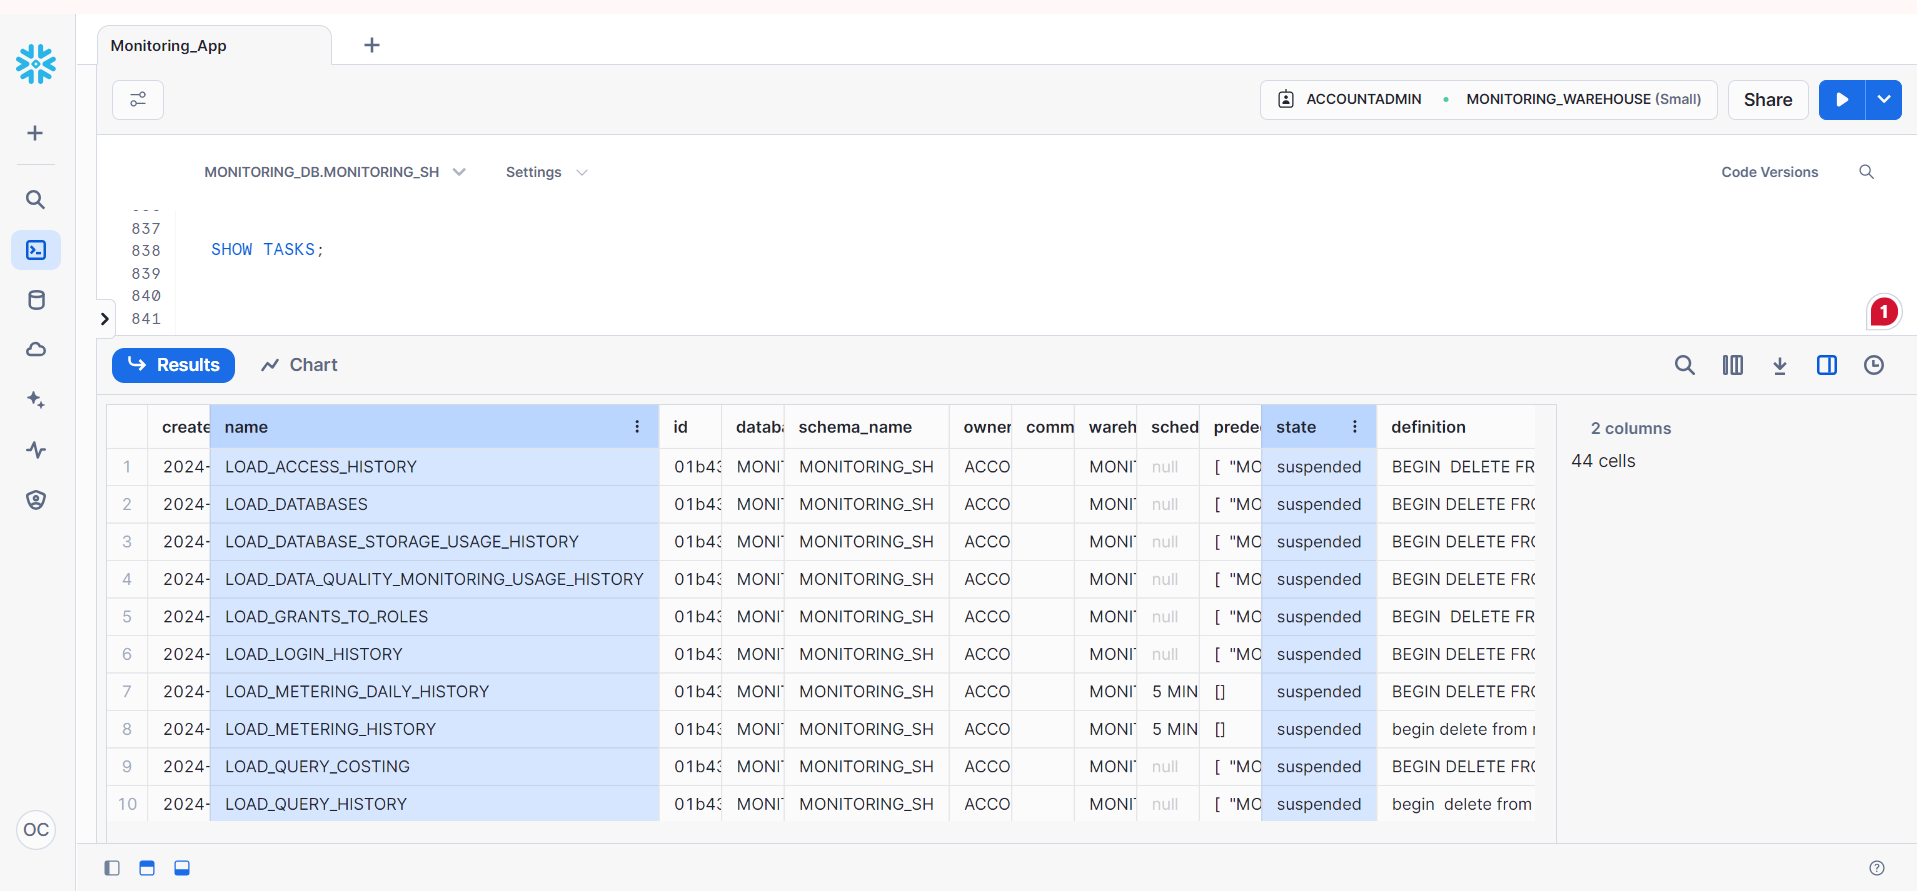 Monitoring_App
ACCOUNTADMIN MONITORING_WAREHOUSE (Small) Share
MONITORING_DB.MONITORING_SH Settings Code Versions
837
838 SHOW TASKS;
839
840
841
1
Results Chart
create name id datab schema_name owner comm wareh sched prede state definition
1 2024- LOAD_ACCESS_HISTORY 01b43 MONI MONITORING_SH ACCO MONI null [ "MO suspended BEGIN DELETE FR
2 2024- LOAD_DATABASES 01b43 MONI MONITORING_SH ACCO MONI null [ "MO suspended BEGIN DELETE FRO
3 2024- LOAD_DATABASE_STORAGE_USAGE_HISTORY 01b43 MONI MONITORING_SH ACCO MONI null [ "MO suspended BEGIN DELETE FRO
4 2024- LOAD_DATA_QUALITY_MONITORING_USAGE_HISTORY 01b43 MONI MONITORING_SH ACCO MONI null [ "MO suspended BEGIN DELETE FRO
5 2024- LOAD_GRANTS_TO_ROLES 01b43 MONI MONITORING_SH ACCO MONI null [ "MO suspended BEGIN DELETE FR
6 2024- LOAD_LOGIN_HISTORY 01b43 MONI MONITORING_SH ACCO MONI null [ "MO suspended BEGIN DELETE FRO
7 2024- LOAD_METERING_DAILY_HISTORY 01b43 MONI MONITORING_SH ACCO MONI 5 MIN [] suspended BEGIN DELETE FRO
8 2024- LOAD_METERING_HISTORY 01b43 MONI MONITORING_SH ACCO MONI 5 MIN [] suspended begin delete from
9 2024- LOAD_QUERY_COSTING 01b43 MONI MONITORING_SH ACCO MONI null [ "MO suspended BEGIN DELETE FRO
10 2024- LOAD_QUERY_HISTORY 01b43 MONI MONITORING_SH ACCO MONI null [ "MO suspended begin delete from
2 columns
44 cells
OC